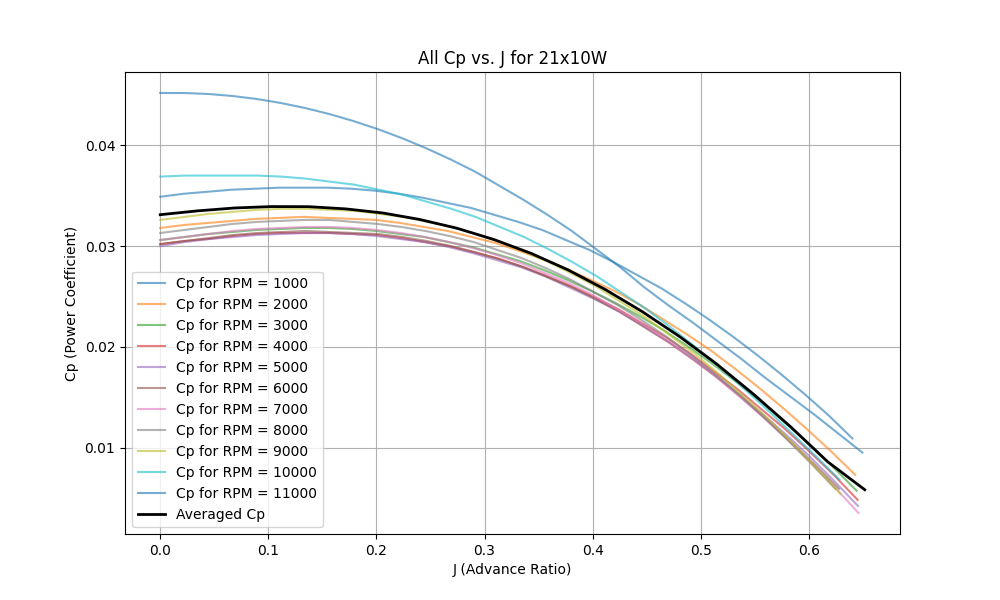 All Cp vs. J for 21x10W
Cp (Power Coefficient)
0.04
0.03
0.02
0.01
Cp for RPM = 1000
Cp for RPM = 2000
Cp for RPM = 3000
Cp for RPM = 4000
Cp for RPM = 5000
Cp for RPM = 6000
Cp for RPM = 7000
Cp for RPM = 8000
Cp for RPM = 9000
Cp for RPM = 10000
Cp for RPM = 11000
Averaged Cp
0.0 0.1 0.2 0.3 0.4 0.5 0.6
J (Advance Ratio)